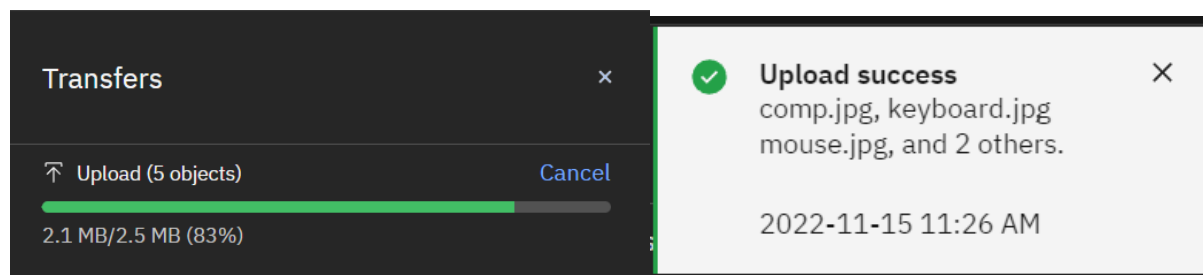 Transfers
Upload (5 objects)
Cancel
2.1 MB/2.5 MB (83%)
Upload success
comp.jpg, keyboard.jpg
mouse.jpg, and 2 others.
2022-11-15 11:26 AM